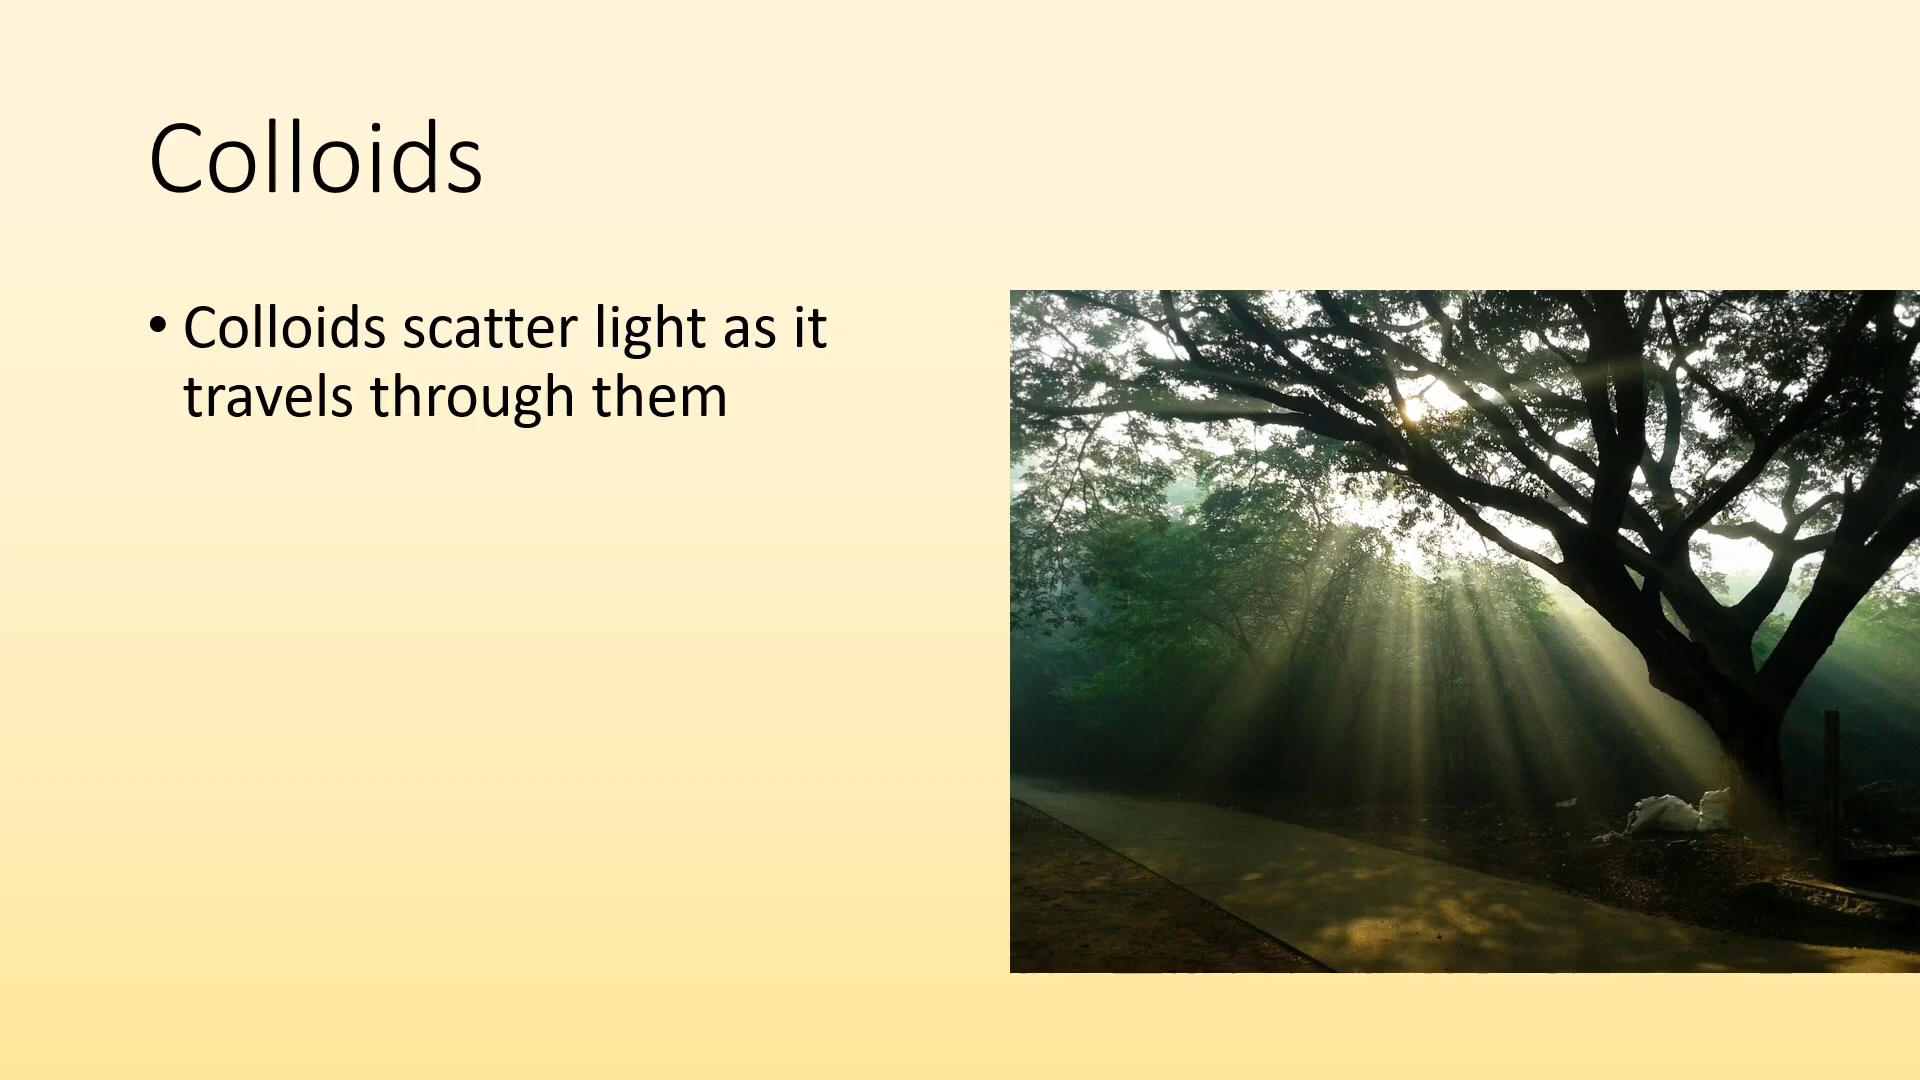 Colloids
• Colloids scatter light as it
travels through them